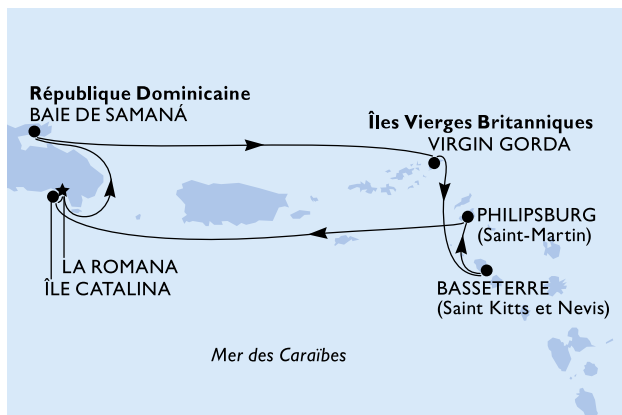 République Dominicaine
BAIE DE SAMANÁ
Îles Vierges Britanniques
VIRGIN GORDA
PHILIPSBURG
(Saint-Martin)
LA ROMANA
ÎLE CATALINA
BASSETERRE
(Saint Kitts et Nevis)
Mer des Caraïbes